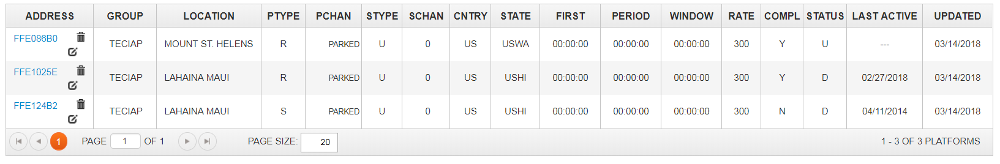 ADDRESS GROUP LOCATION PTYPE PCHAN STYPE SCHAN CNTRY STATE FIRST PERIOD WINDOW RATE COMPL STATUS LAST ACTIVE UPDATED
FFE086B0 TECIAP MOUNT ST. HELENS R PARKED U 0 US USWA 00:00:00 00:00:00 00:00:00 300 Y U --- 03/14/2018
FFE1025E TECIAP LAHAINA MAUI R PARKED U 0 US USHI 00:00:00 00:00:00 00:00:00 300 Y D 02/27/2018 03/14/2018
FFE124B2 TECIAP LAHAINA MAUI S PARKED U 0 US USHI 00:00:00 00:00:00 00:00:00 300 N D 04/11/2014 03/14/2018
1 PAGE 1 OF 1 PAGE SIZE: 20 1 - 3 OF 3 PLATFORMS